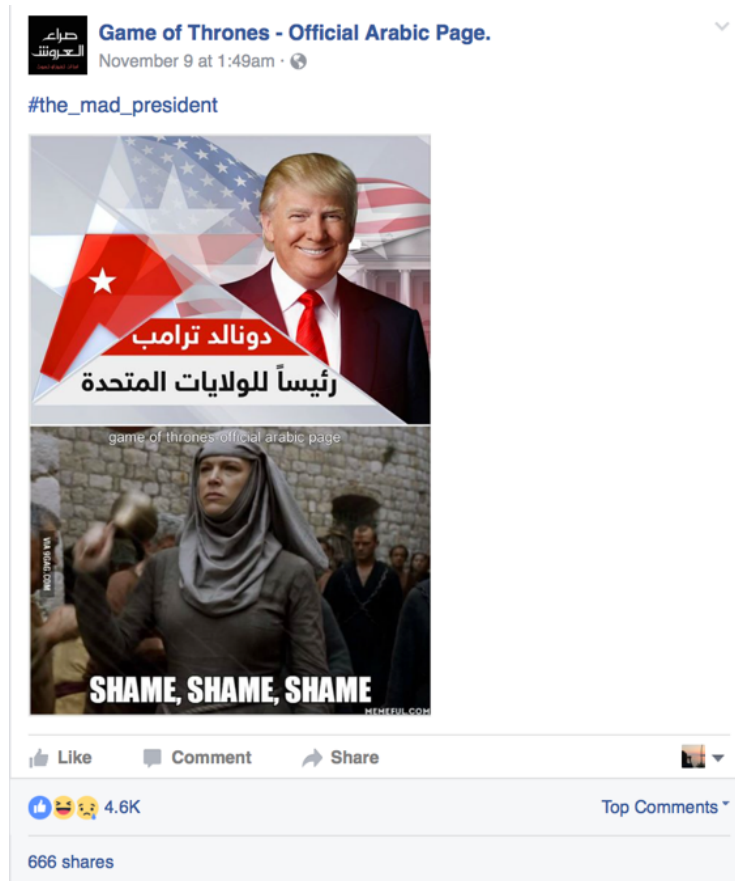 صراع
العروش
Game of Thrones - Official Arabic Page.
November 9 at 1:49am ·
#the_mad_president
دونالد ترامب
رئيساً للولايات المتحدة
game of thrones official arabic page
VIA 9GAG.COM
SHAME, SHAME, SHAME
MEMEFUL.COM
Like Comment Share
4.6K Top Comments
666 shares